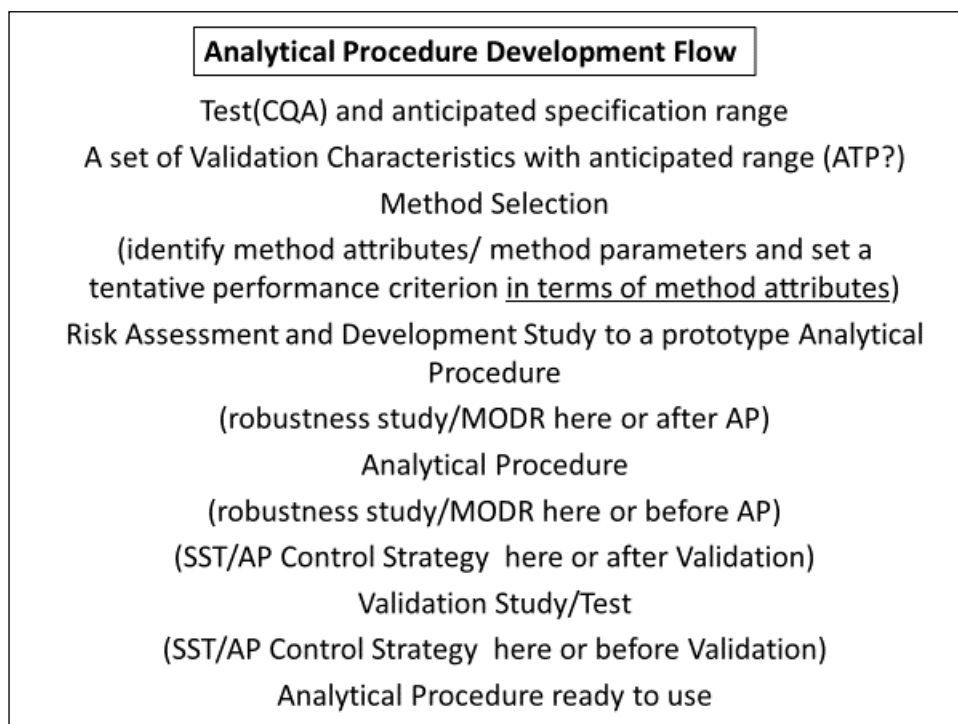 Analytical Procedure Development Flow
Test(CQA) and anticipated specification range
A set of Validation Characteristics with anticipated range (ATP?)
Method Selection
(identify method attributes/ method parameters and set a
tentative performance criterion in terms of method attributes)
Risk Assessment and Development Study to a prototype Analytical
Procedure
(robustness study/MODR here or after AP)
Analytical Procedure
(robustness study/MODR here or before AP)
(SST/AP Control Strategy  here or after Validation)
Validation Study/Test
(SST/AP Control Strategy  here or before Validation)
Analytical Procedure ready to use